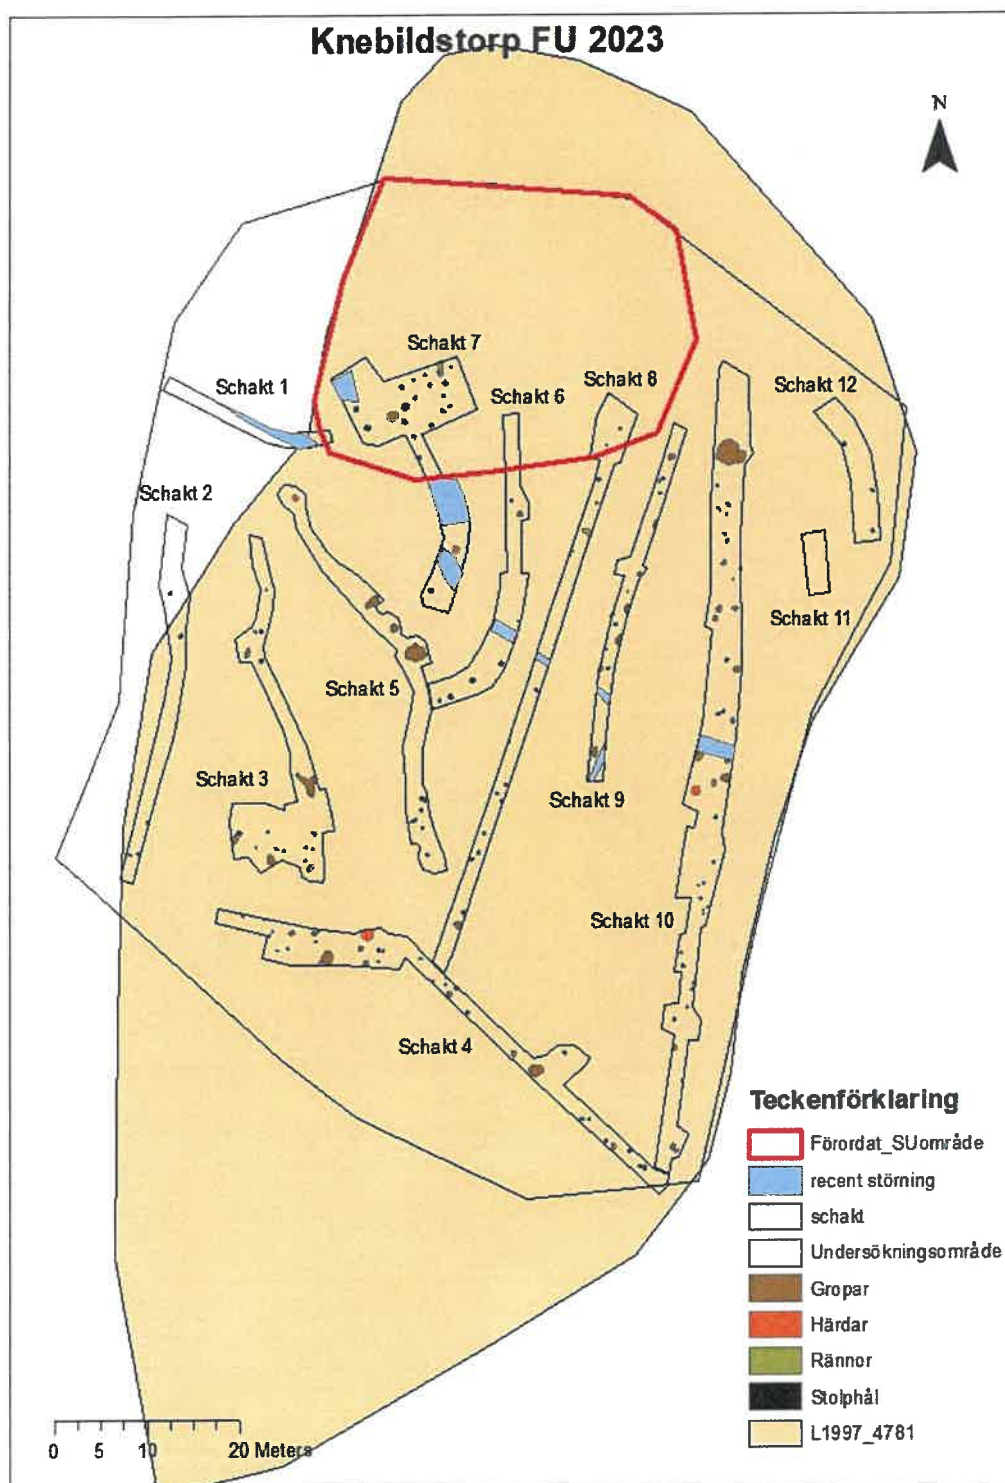 Knebildstorp FU 2023
N
Schakt 7
Schakt 8
Schakt 1
Schakt 6
Schakt 12
Schakt 2
Schakt 11
Schakt 5
Schakt 3
Schakt 9
Schakt 10
Schakt 4
Teckenförklaring
Förordat_SUområde
recent störning
schakt
Undersökningsområde
Gropar
Härdar
Rännor
Stolphål
L1997_4781
0 5 10 20 Meters